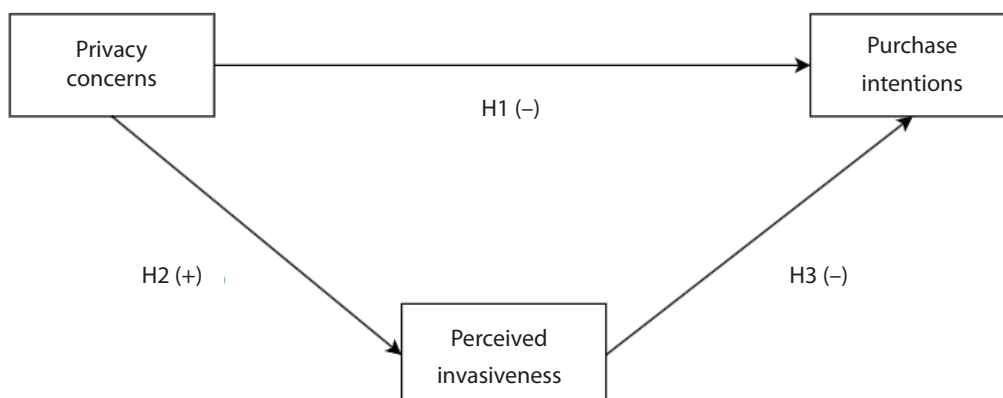 Privacy
concerns
Purchase
intentions
H1 (–)
H2 (+)
H3 (–)
Perceived
invasiveness